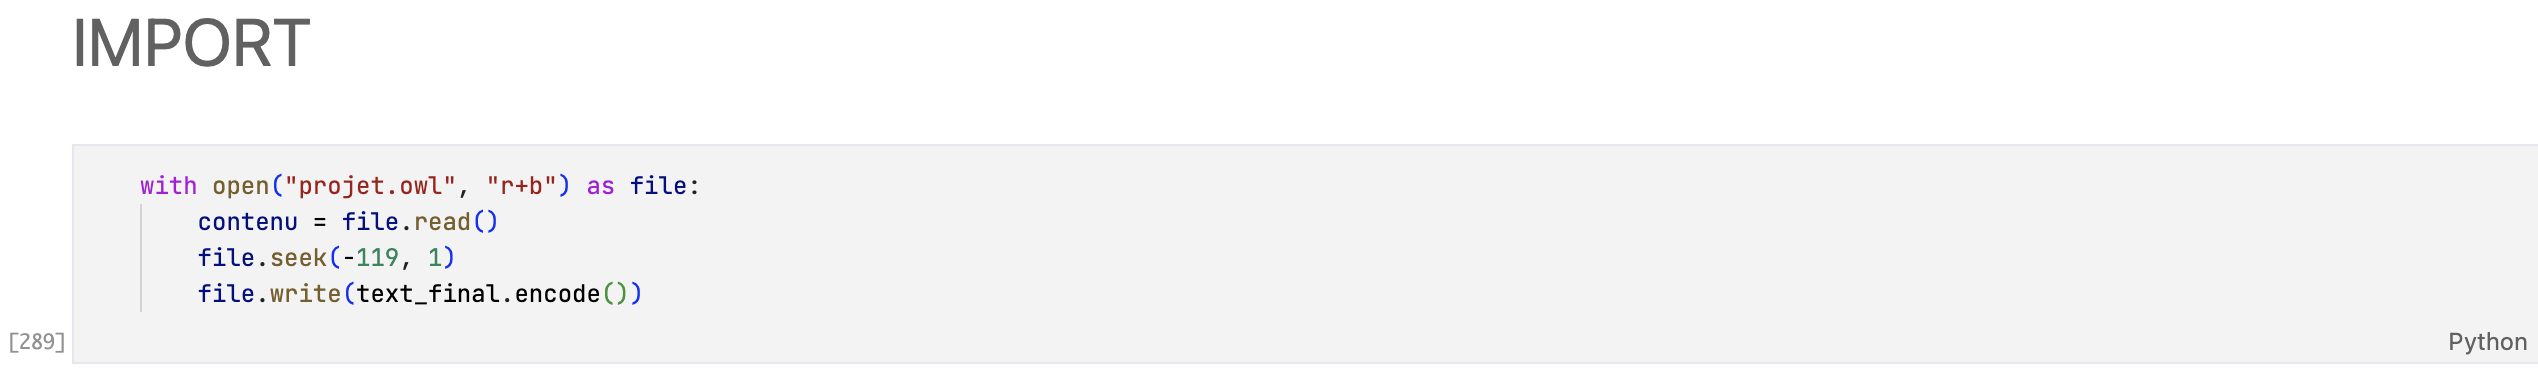 IMPORT
with open("projet.owl", "r+b") as file:
    contenu = file.read()
    file.seek(-119, 1)
    file.write(text_final.encode())
[289]
Python